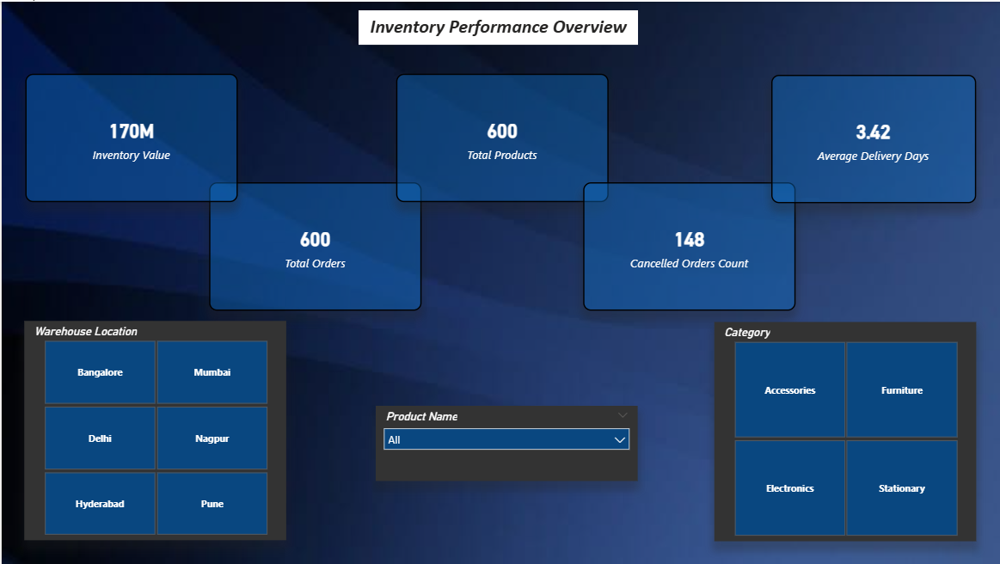 Inventory Performance Overview
170M
Inventory Value
600
Total Products
3.42
Average Delivery Days
600
Total Orders
148
Cancelled Orders Count
Warehouse Location
Bangalore
Mumbai
Delhi
Nagpur
Hyderabad
Pune
Product Name
All
Category
Accessories
Furniture
Electronics
Stationary